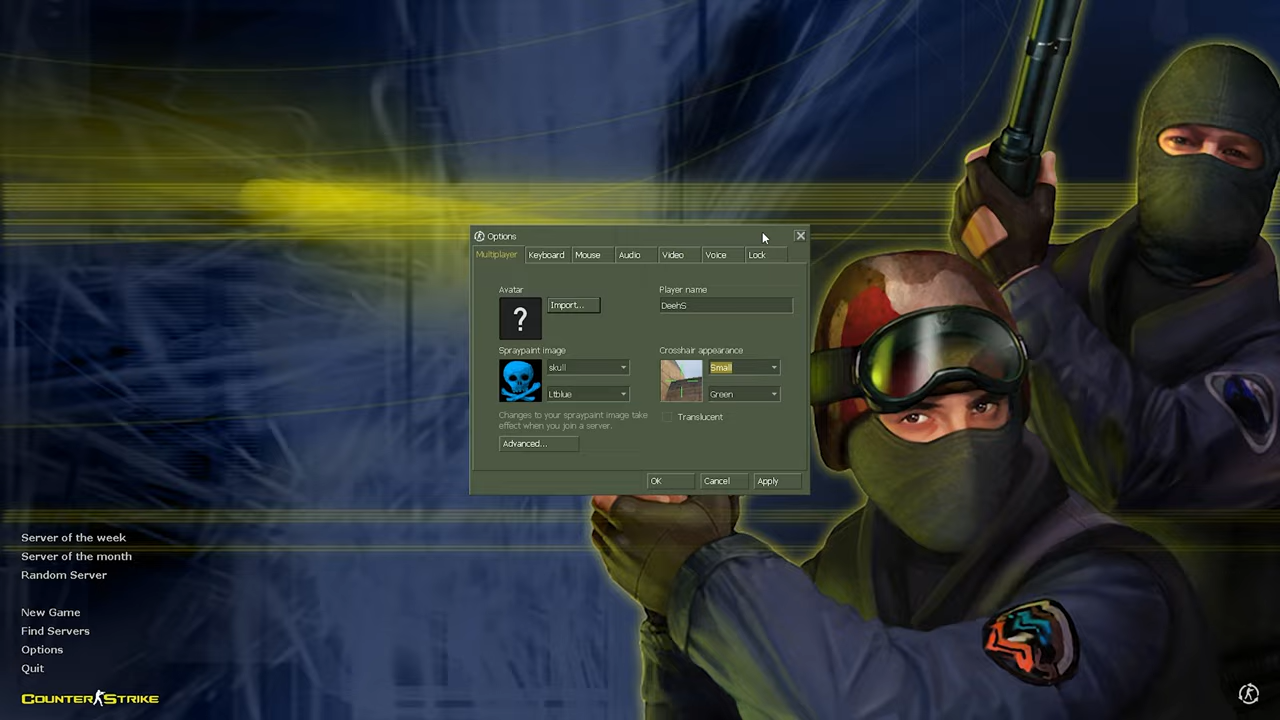 Options
Multiplayer Keyboard Mouse Audio Video Voice Lock
Avatar
Import...
?
Player name
DeehS
Spraypaint image
skull
Ltblue
Changes to your spraypaint image take
effect when you join a server.
Advanced...
Crosshair appearance
Small
Green
Translucent
OK Cancel Apply
Server of the week
Server of the month
Random Server
New Game
Find Servers
Options
Quit
COUNTER STRIKE